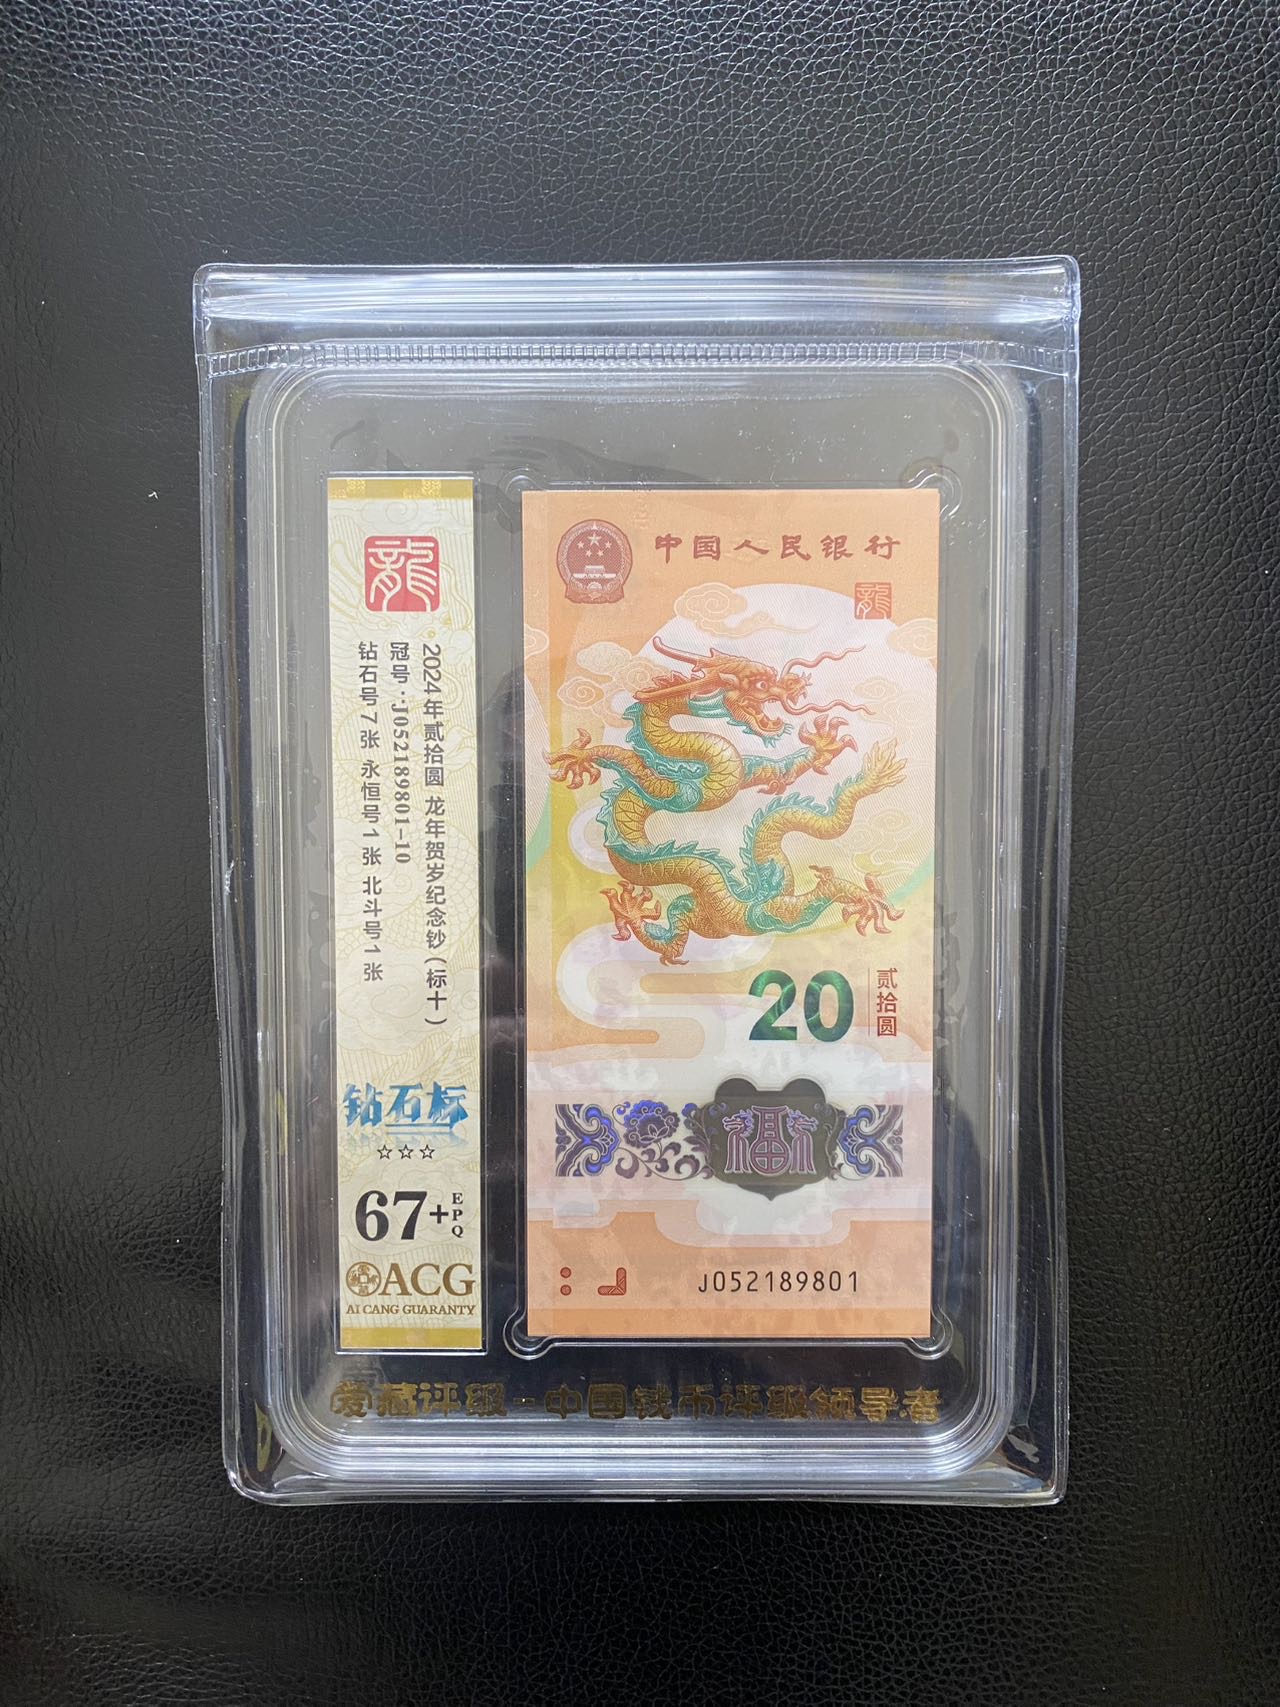 龍
2024年贰拾圆 龙年贺岁纪念钞(标十)
冠号·J052189801-10
钻石号7张 永恒号1张 北斗号1张
钻石标
☆☆☆
67+EPQ
ACG
AI CANG GUARANTY
中国人民银行
龍
20
贰拾圆
福
J052189801
爱藏评级-中国钱币评级领导者